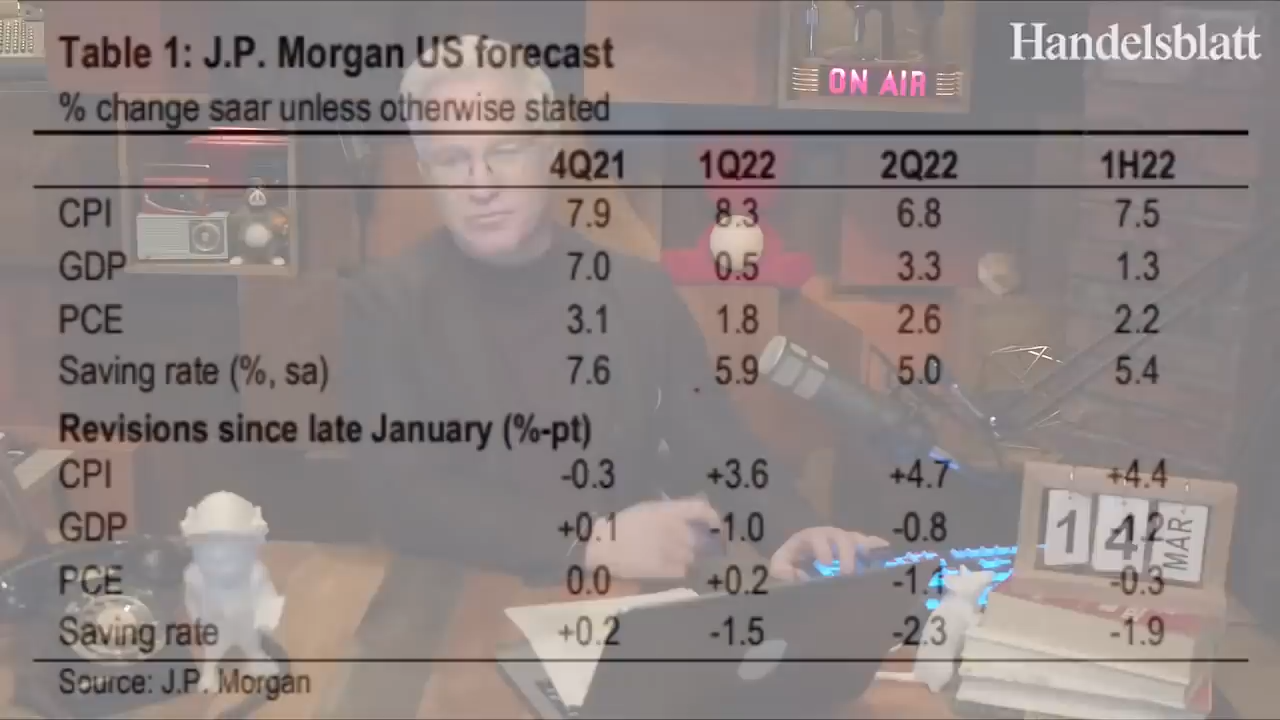 Handelsblatt
ON AIR
Table 1: J.P. Morgan US forecast
% change saar unless otherwise stated
4Q21 1Q22 2Q22 1H22
CPI 7.9 8.3 6.8 7.5
GDP 7.0 0.5 3.3 1.3
PCE 3.1 1.8 2.6 2.2
Saving rate (%, sa) 7.6 5.9 5.0 5.4
Revisions since late January (%-pt)
CPI -0.3 +3.6 +4.7 +4.4
GDP +0.1 -1.0 -0.8 -1.2
PCE 0.0 +0.2 -0.3
Saving rate +0.2 -1.5 -2.3 -1.9
Source: J.P. Morgan
14 MAR